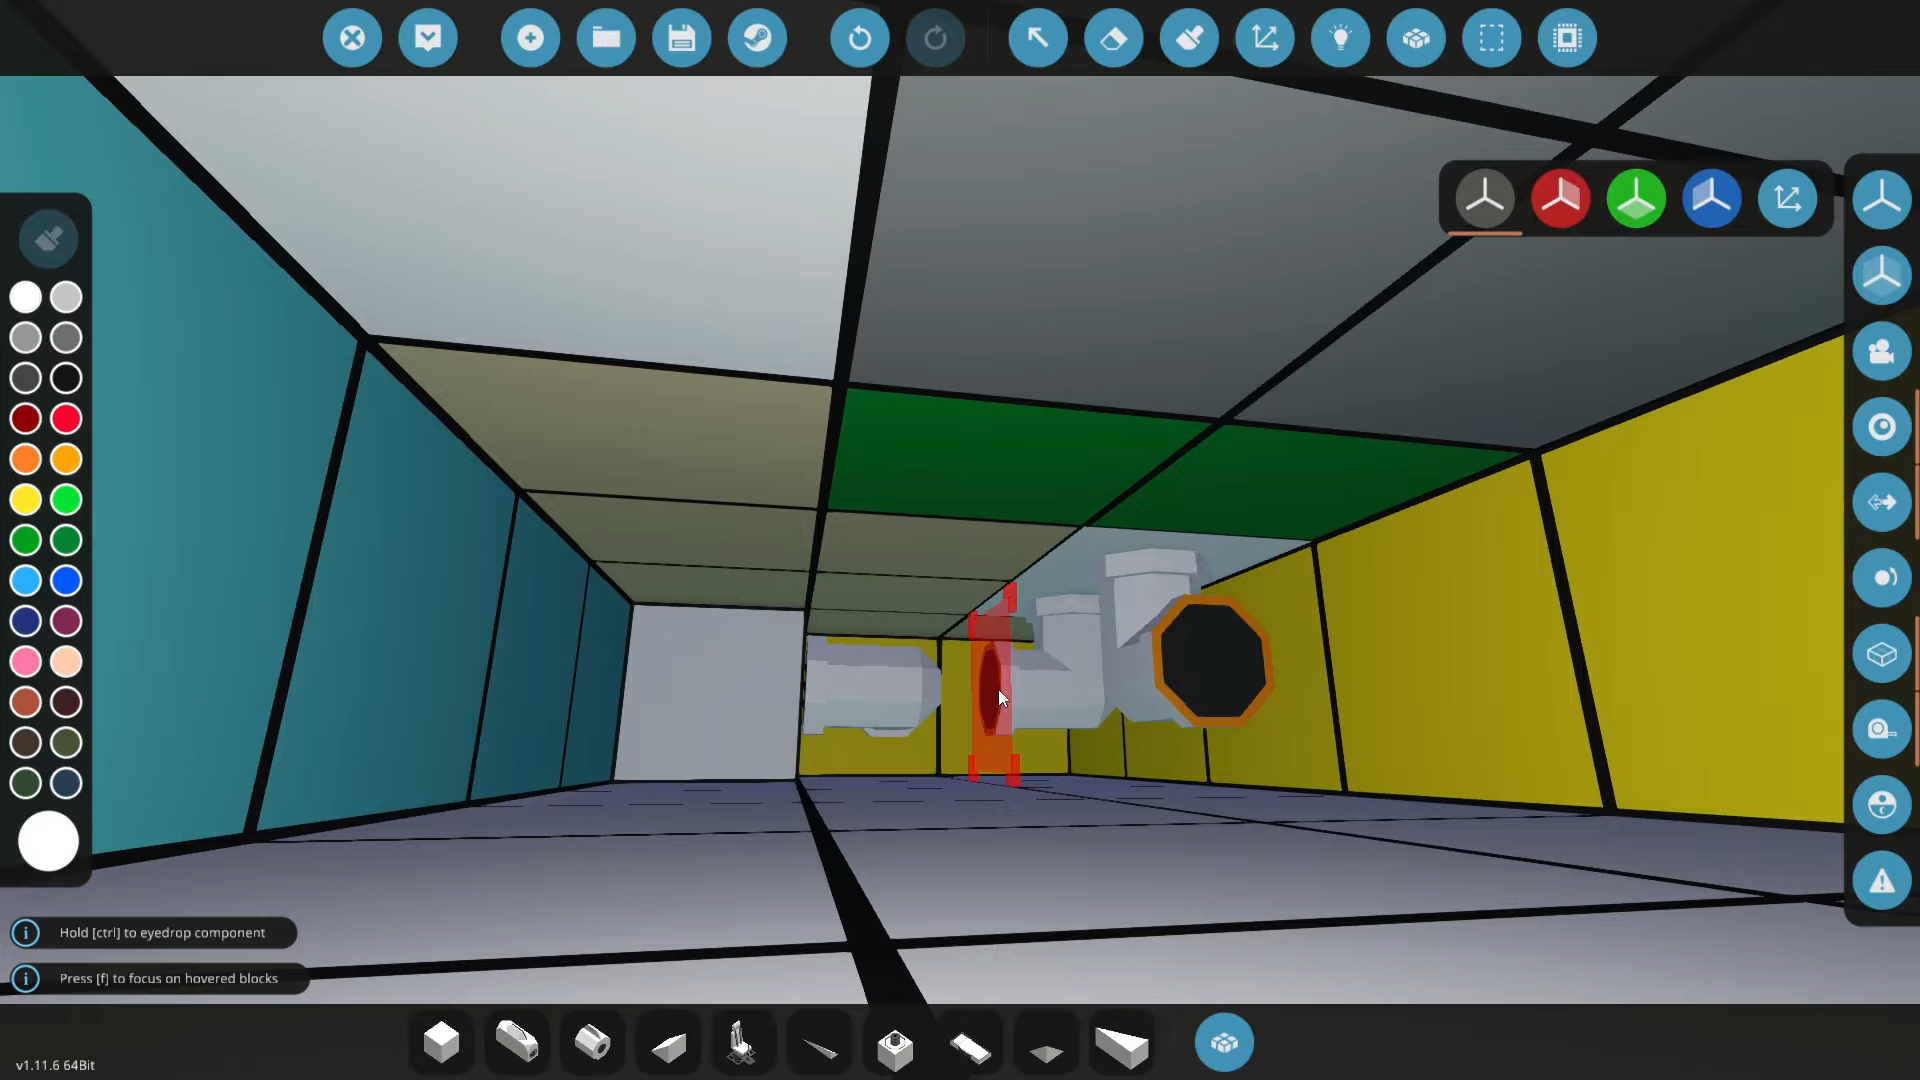 Hold [ctrl] to eyedrop component
Press [f] to focus on hovered blocks
v1.11.6 64Bit